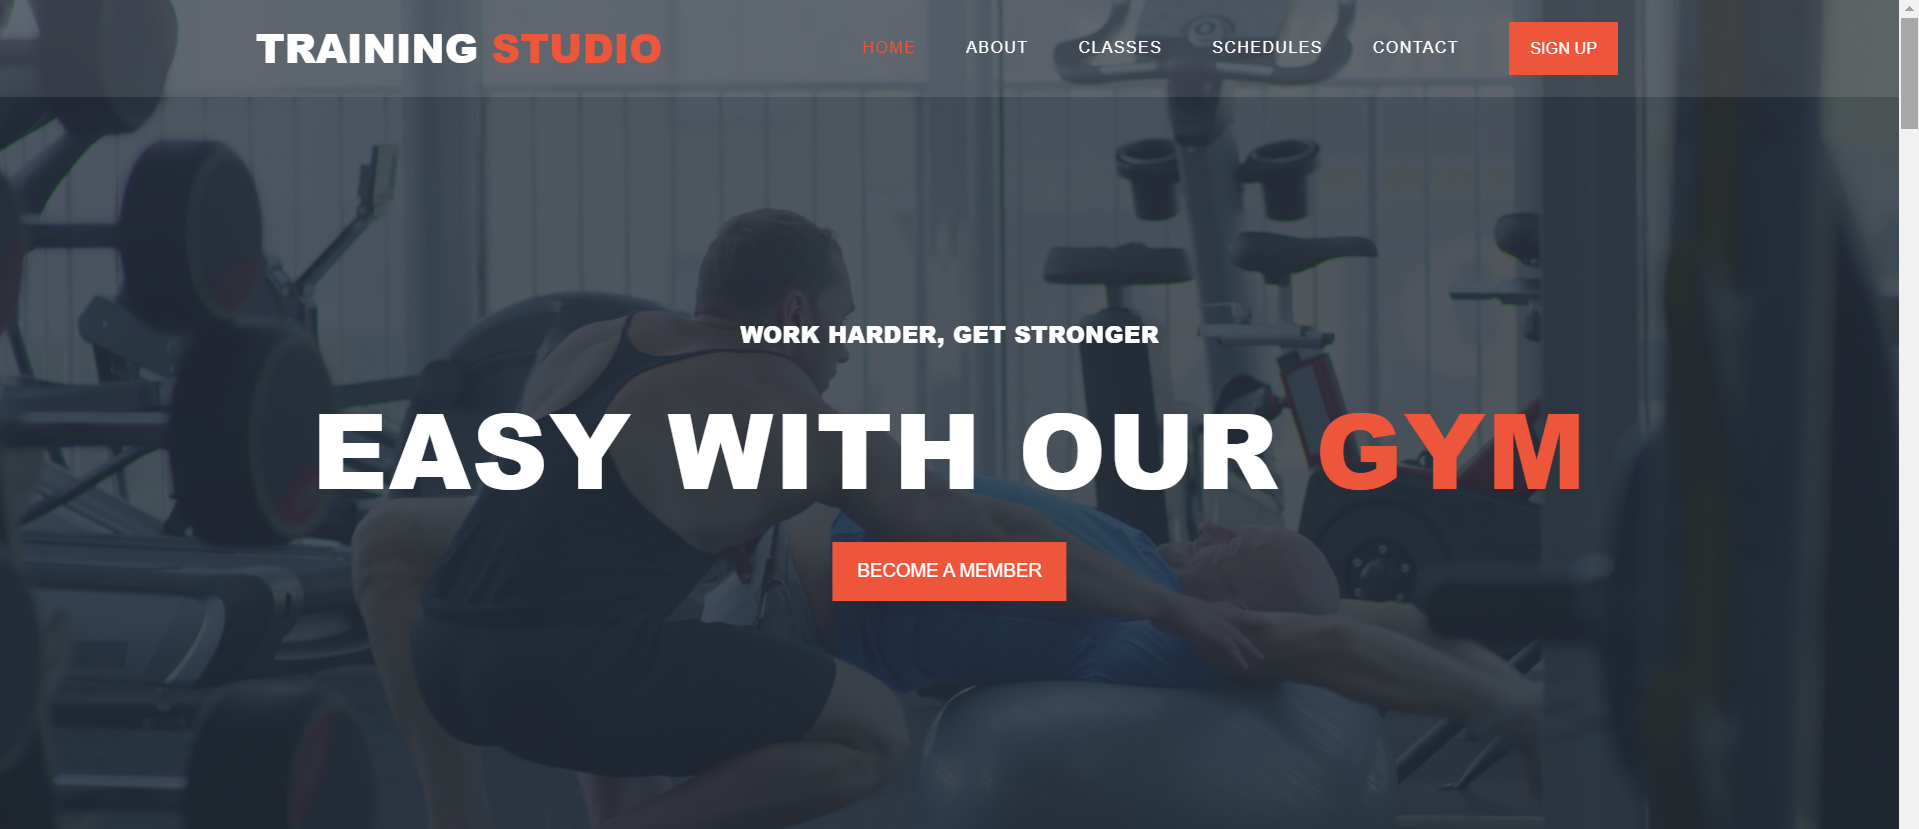 TRAINING STUDIO
HOME ABOUT CLASSES SCHEDULES CONTACT SIGN UP
WORK HARDER, GET STRONGER
EASY WITH OUR GYM
BECOME A MEMBER